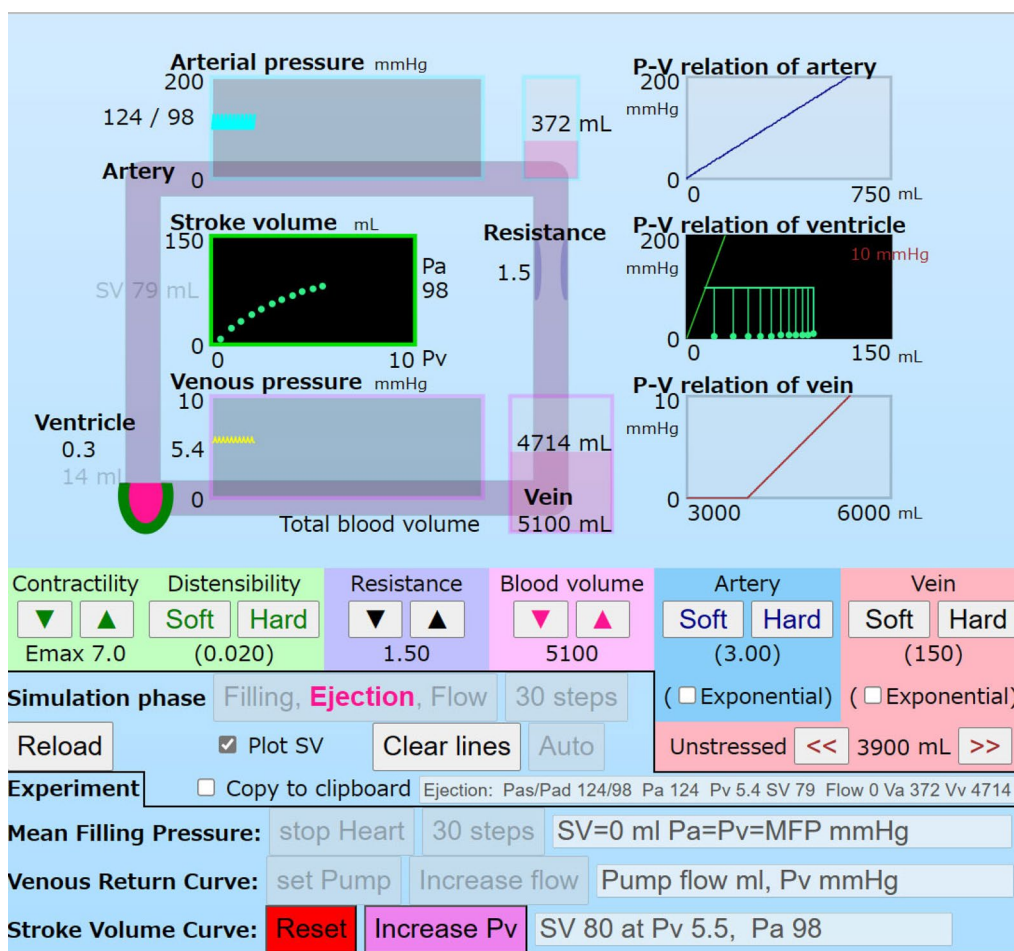 Arterial pressure mmHg
200
124 / 98
0
372 mL
P-V relation of artery
200
mmHg
0
0
750 mL
Artery
Stroke volume mL
150
SV 79 mL
0
0
10 Pv
Pa
98
Resistance
1.5
P-V relation of ventricle
200
mmHg
10 mmHg
0
0
150 mL
Venous pressure mmHg
10
5.4
0
Ventricle
0.3
14 mL
4714 mL
Vein
Total blood volume 5100 mL
P-V relation of vein
10
mmHg
0
3000
6000 mL
Contractility Distensibility Resistance Blood volume Artery Vein
▼ ▲ Soft Hard ▼ ▲ ▼ ▲ Soft Hard Soft Hard
Emax 7.0 (0.020) 1.50 5100 (3.00) (150)
Simulation phase Filling, Ejection, Flow 30 steps ( Exponential) ( Exponential)
Reload Plot SV Clear lines Auto Unstressed << 3900 mL >>
Experiment Copy to clipboard Ejection: Pas/Pad 124/98 Pa 124 Pv 5.4 SV 79 Flow 0 Va 372 Vv 4714
Mean Filling Pressure: stop Heart 30 steps SV=0 ml Pa=Pv=MFP mmHg
Venous Return Curve: set Pump Increase flow Pump flow ml, Pv mmHg
Stroke Volume Curve: Reset Increase Pv SV 80 at Pv 5.5, Pa 98